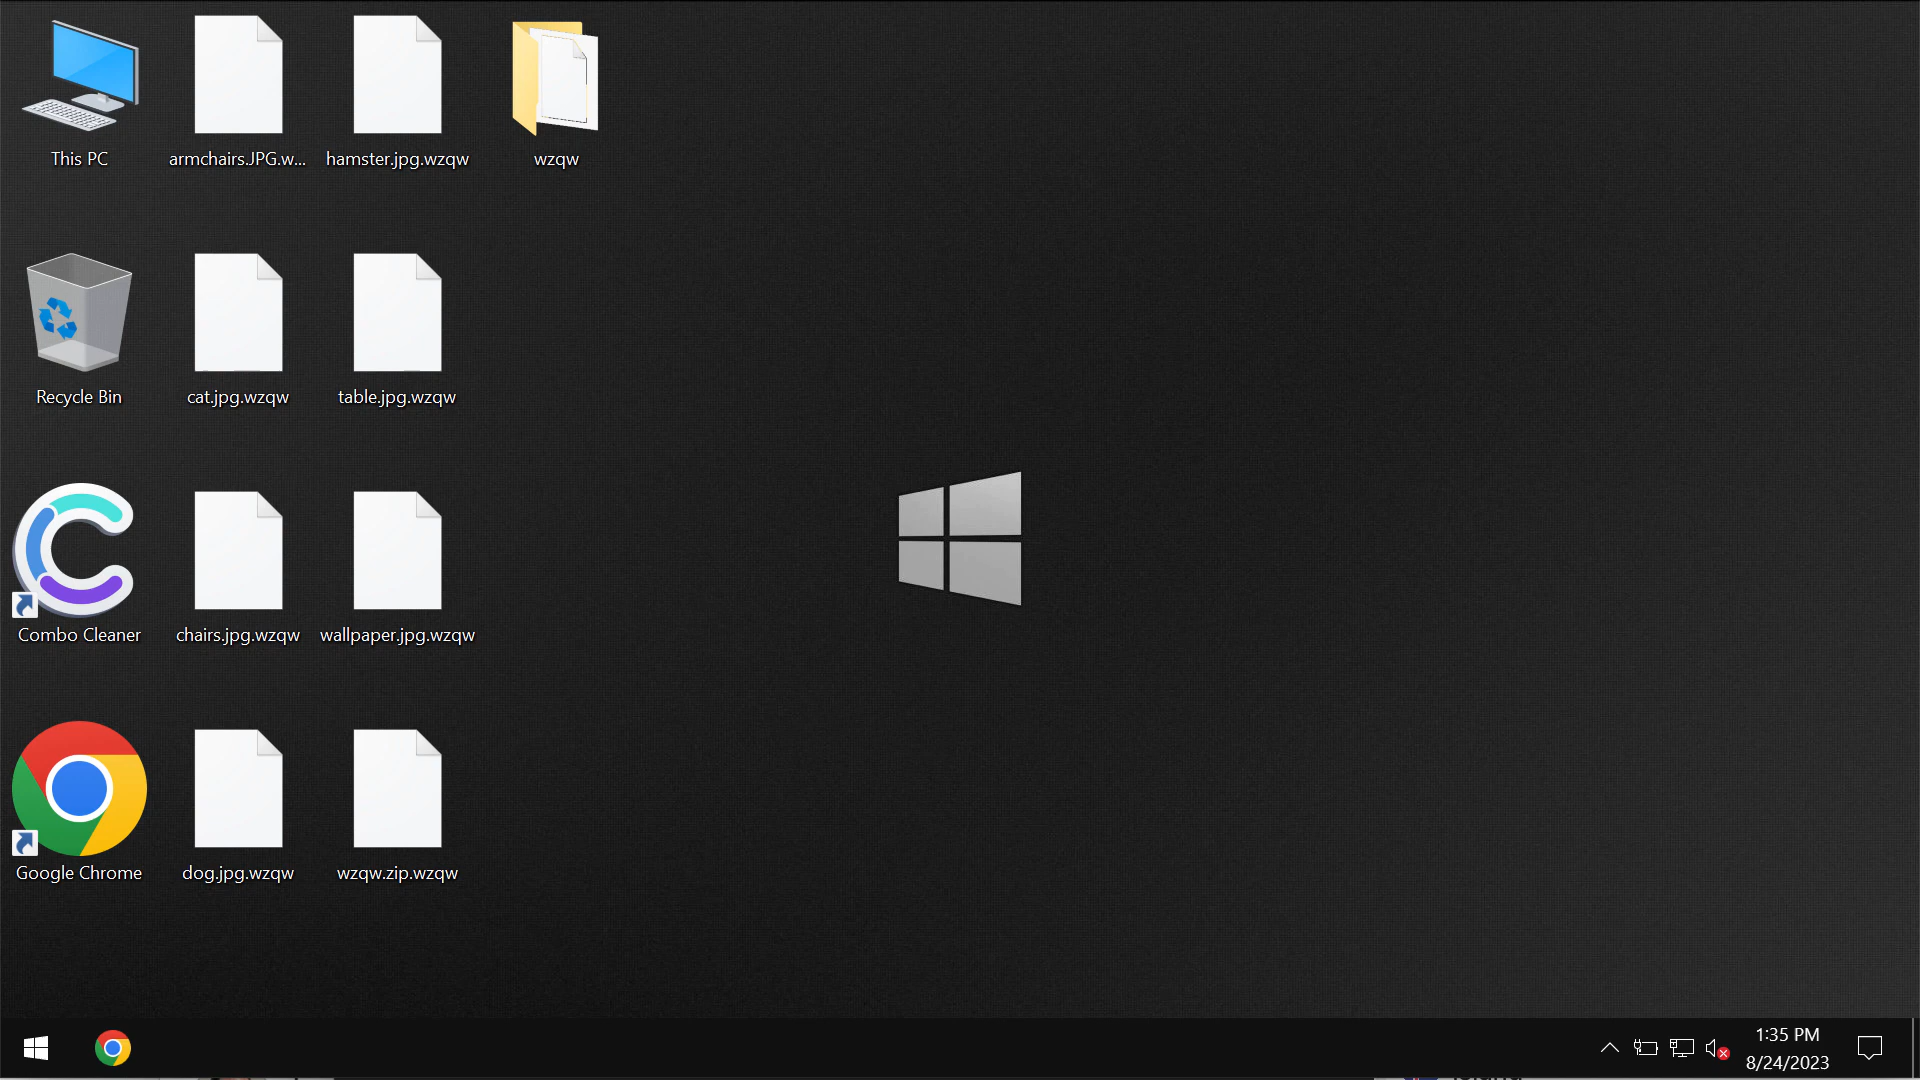 This PC
armchairs.JPG.w...
hamster.jpg.wzqw
wzqw
Recycle Bin
cat.jpg.wzqw
table.jpg.wzqw
Combo Cleaner
chairs.jpg.wzqw
wallpaper.jpg.wzqw
Google Chrome
dog.jpg.wzqw
wzqw.zip.wzqw
1:35 PM
8/24/2023